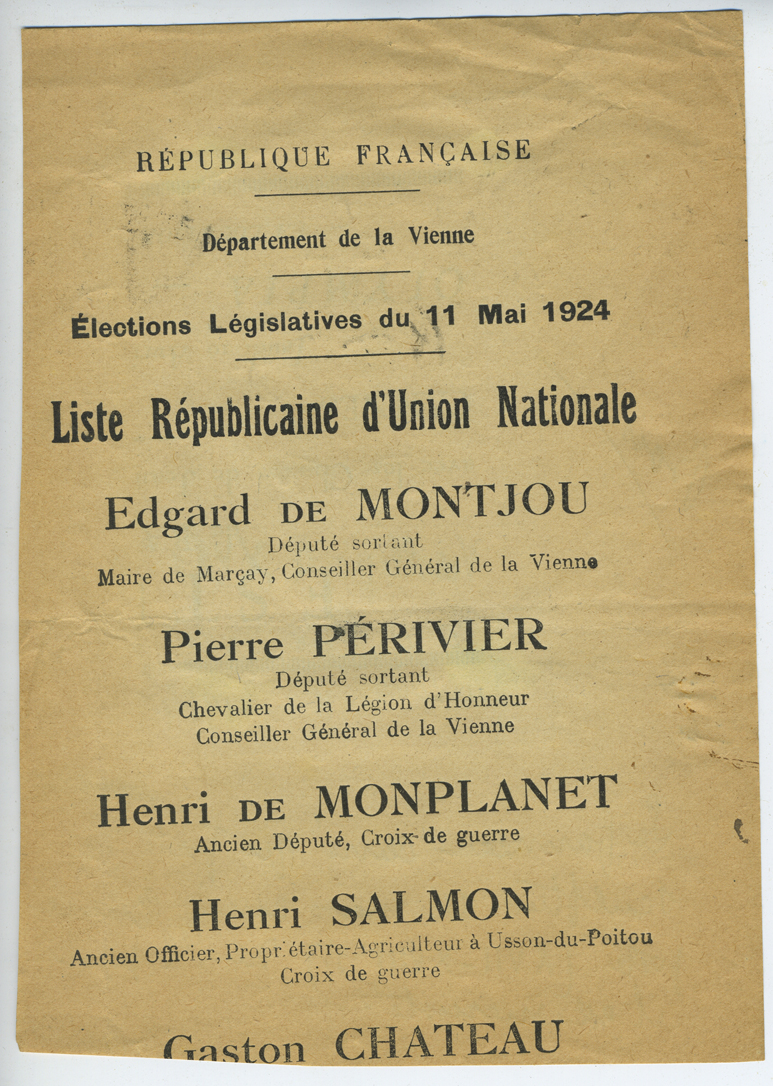 RÉPUBLIQUE FRANÇAISE
Département de la Vienne
Élections Législatives du 11 Mai 1924
Liste Républicaine d'Union Nationale
Edgard DE MONTJOU
Député sortant
Maire de Marçay, Conseiller Général de la Vienne
Pierre PÉRIVIER
Député sortant
Chevalier de la Légion d'Honneur
Conseiller Général de la Vienne
Henri DE MONPLANET
Ancien Député, Croix de guerre
Henri SALMON
Ancien Officier, Propriétaire-Agriculteur à Usson-du-Poitou
Croix de guerre
Gaston CHATEAU